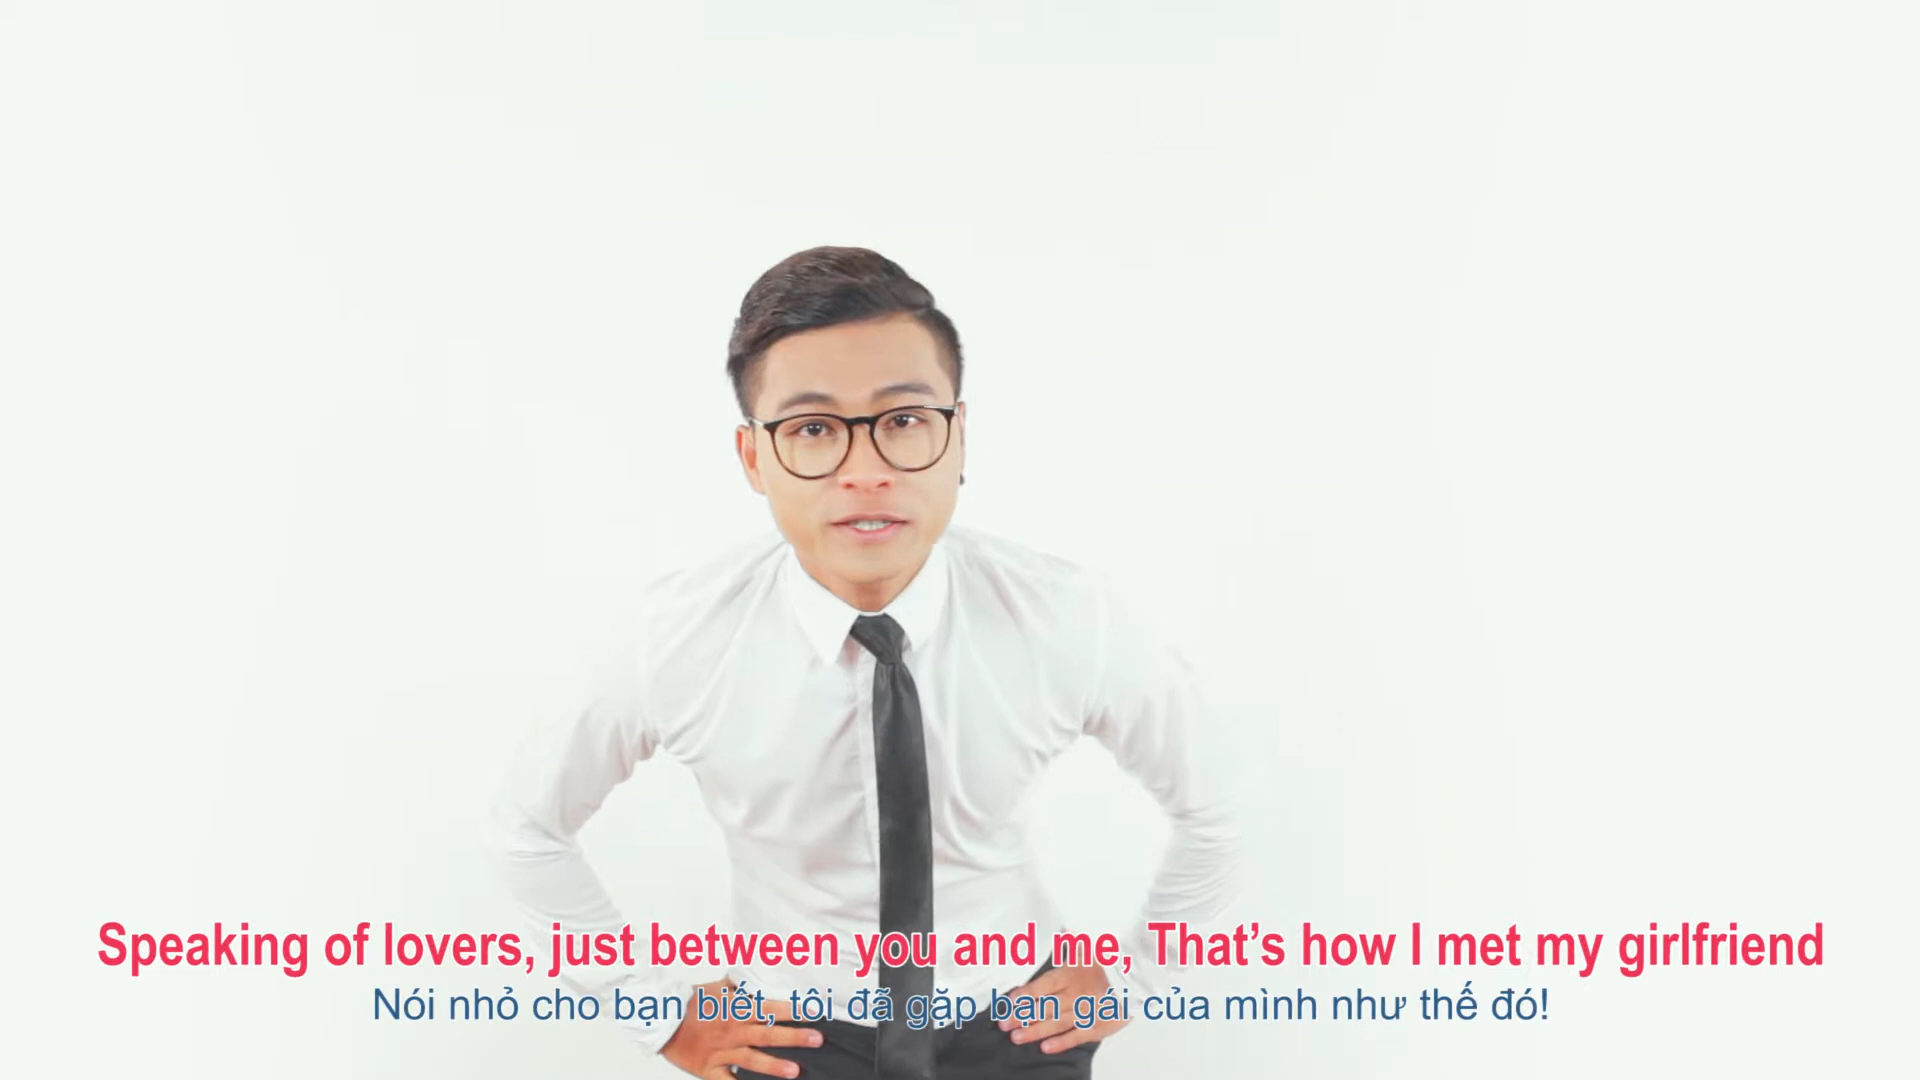 Speaking of lovers, just between you and me, That’s how I met my girlfriend
Nói nhỏ cho bạn biết, tôi đã gặp bạn gái của mình như thế đó!